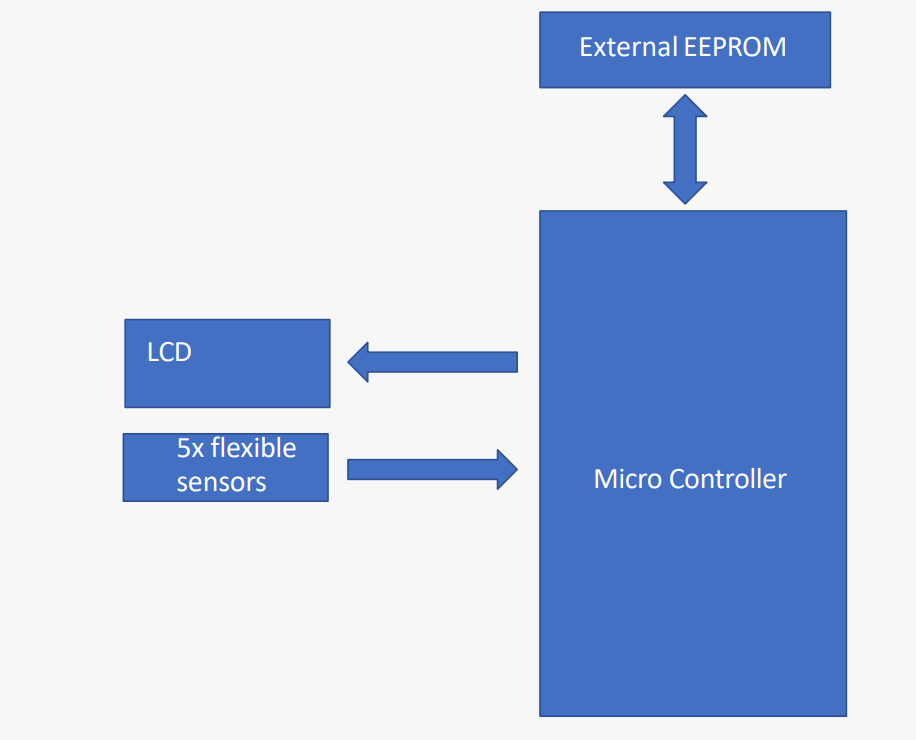 External EEPROM
LCD
5x flexible
sensors
Micro Controller